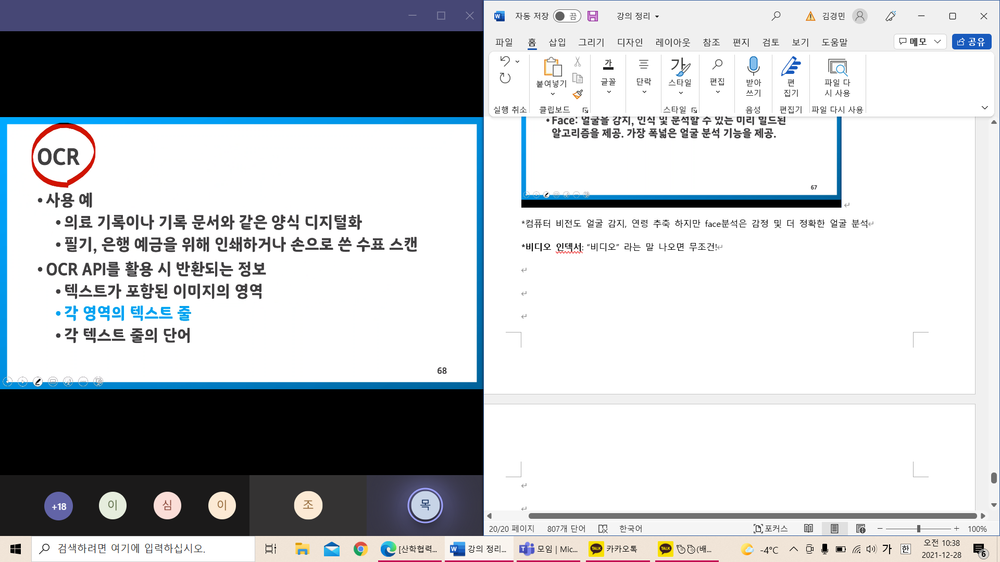 OCR
• 사용 예
• 의료 기록이나 기록 문서와 같은 양식 디지털화
• 필기, 은행 예금을 위해 인쇄하거나 손으로 쓴 수표 스캔
• OCR API를 활용 시 반환되는 정보
• 텍스트가 포함된 이미지의 영역
• 각 영역의 텍스트 줄
• 각 텍스트 줄의 단어
68
+18
이
심
이
조
목
자동 저장
끔
강의 정리
김경민
파일
홈
삽입
그리기
디자인
레이아웃
참조
편지
검토
보기
도움말
메모
공유
붙여넣기
가
글꼴
단락
가
스타일
편집
받아
쓰기
편
집기
파일 다
시 사용
실행 취소
클립보드
스타일
음성
편집기
파일 다시 사용
• Face: 얼굴을 감지, 인식 및 분석할 수 있는 미리 빌드된
알고리즘을 제공. 가장 폭넓은 얼굴 분석 기능을 제공.
67
*컴퓨터 비전도 얼굴 감지, 연령 추축 하지만 face분석은 감정 및 더 정확한 얼굴 분석
*비디오 인덱서: “비디오” 라는 말 나오면 무조건!
20/20 페이지
807개 단어
한국어
포커스
100%
검색하려면 여기에 입력하십시오.
[산학협력...
강의 정리...
모임 | Mic...
TALK
카카오톡
TALK
(배...
-4°C
가
한
오전 10:38
2021-12-28
6